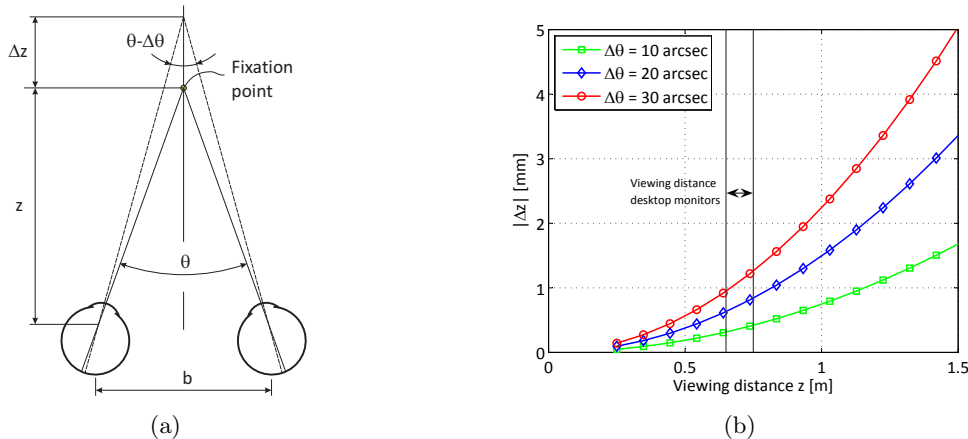 Δz
θ-Δθ
Fixation
point
z
θ
b
(a)
5
4
3
2
1
0
|Δz| [mm]
Δθ = 10 arcsec
Δθ = 20 arcsec
Δθ = 30 arcsec
Viewing distance
desktop monitors
0
0.5
1
1.5
Viewing distance z [m]
(b)